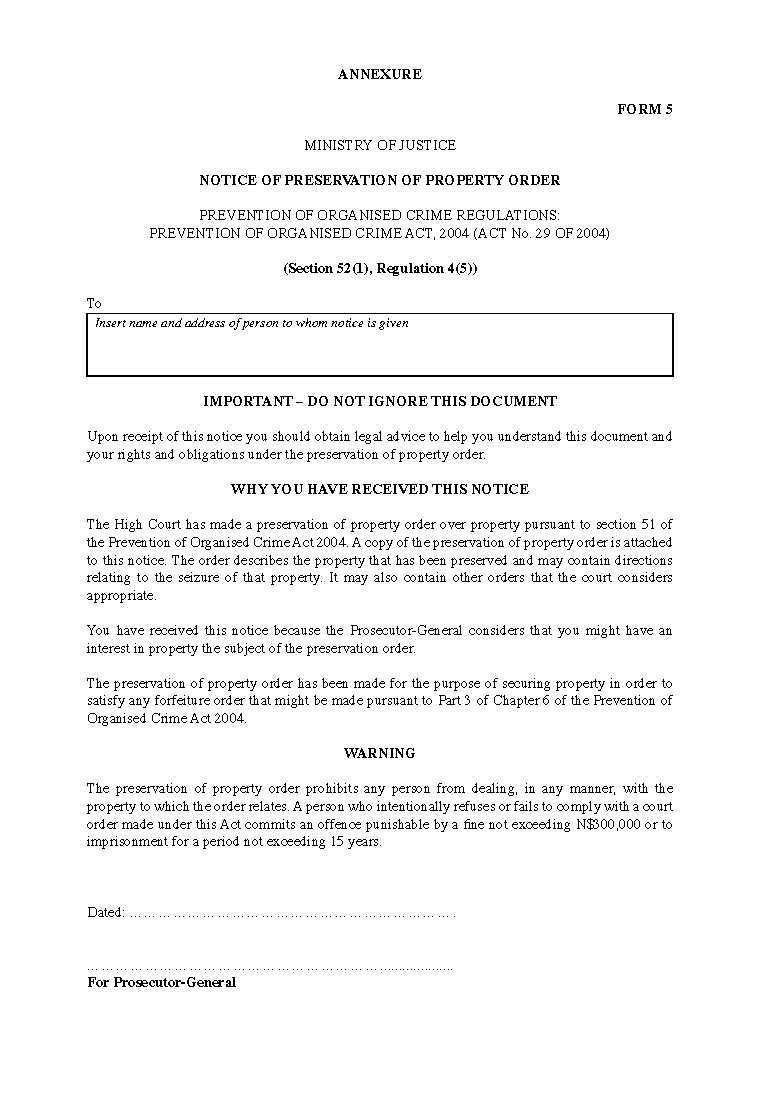 ANNEXURE
FORM 5
MINISTRY OF JUSTICE
NOTICE OF PRESERVATION OF PROPERTY ORDER
PREVENTION OF ORGANISED CRIME REGULATIONS:
PREVENTION OF ORGANISED CRIME ACT, 2004 (ACT No. 29 OF 2004)
(Section 52(1), Regulation 4(5))
To
Insert name and address of person to whom notice is given
IMPORTANT – DO NOT IGNORE THIS DOCUMENT
Upon receipt of this notice you should obtain legal advice to help you understand this document and
your rights and obligations under the preservation of property order.
WHY YOU HAVE RECEIVED THIS NOTICE
The High Court has made a preservation of property order over property pursuant to section 51 of
the Prevention of Organised Crime Act 2004. A copy of the preservation of property order is attached
to this notice. The order describes the property that has been preserved and may contain directions
relating to the seizure of that property. It may also contain other orders that the court considers
appropriate.
You have received this notice because the Prosecutor-General considers that you might have an
interest in property the subject of the preservation order.
The preservation of property order has been made for the purpose of securing property in order to
satisfy any forfeiture order that might be made pursuant to Part 3 of Chapter 6 of the Prevention of
Organised Crime Act 2004.
WARNING
The preservation of property order prohibits any person from dealing, in any manner, with the
property to which the order relates. A person who intentionally refuses or fails to comply with a court
order made under this Act commits an offence punishable by a fine not exceeding N$300,000 or to
imprisonment for a period not exceeding 15 years.
Dated: ……………………………………………………………….
……………………………………………………...................
For Prosecutor-General